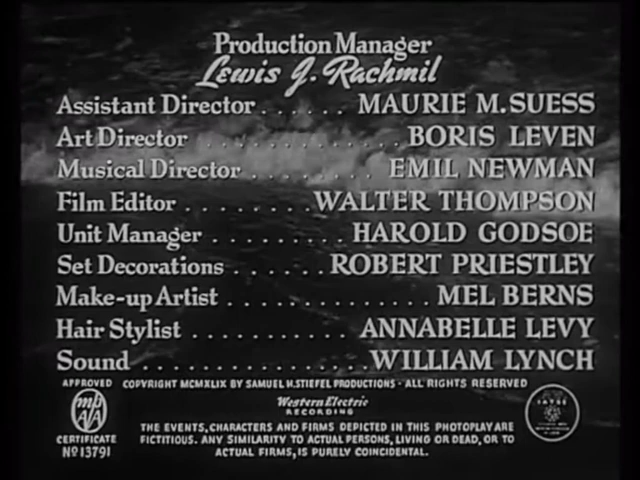 Production Manager
Lewis J. Rachmil
Assistant Director . . . . . . MAURIE M. SUESS
Art Director . . . . . . . . . . . . . BORIS LEVEN
Musical Director . . . . . . . . EMIL NEWMAN
Film Editor . . . . . . . . WALTER THOMPSON
Unit Manager . . . . . . . . . HAROLD GODSOE
Set Decorations . . . . . . ROBERT PRIESTLEY
Make-up Artist . . . . . . . . . . . . . MEL BERNS
Hair Stylist . . . . . . . . . . . ANNABELLE LEVY
Sound . . . . . . . . . . . . . . . WILLIAM LYNCH
APPROVED COPYRIGHT MCMXLIX BY SAMUEL H. STIEFEL PRODUCTIONS - ALL RIGHTS RESERVED
MPAA
CERTIFICATE
No 13791
Western Electric
RECORDING
THE EVENTS, CHARACTERS AND FIRMS DEPICTED IN THIS PHOTOPLAY ARE
FICTITIOUS. ANY SIMILARITY TO ACTUAL PERSONS, LIVING OR DEAD, OR TO
ACTUAL FIRMS, IS PURELY COINCIDENTAL.
I A T S E